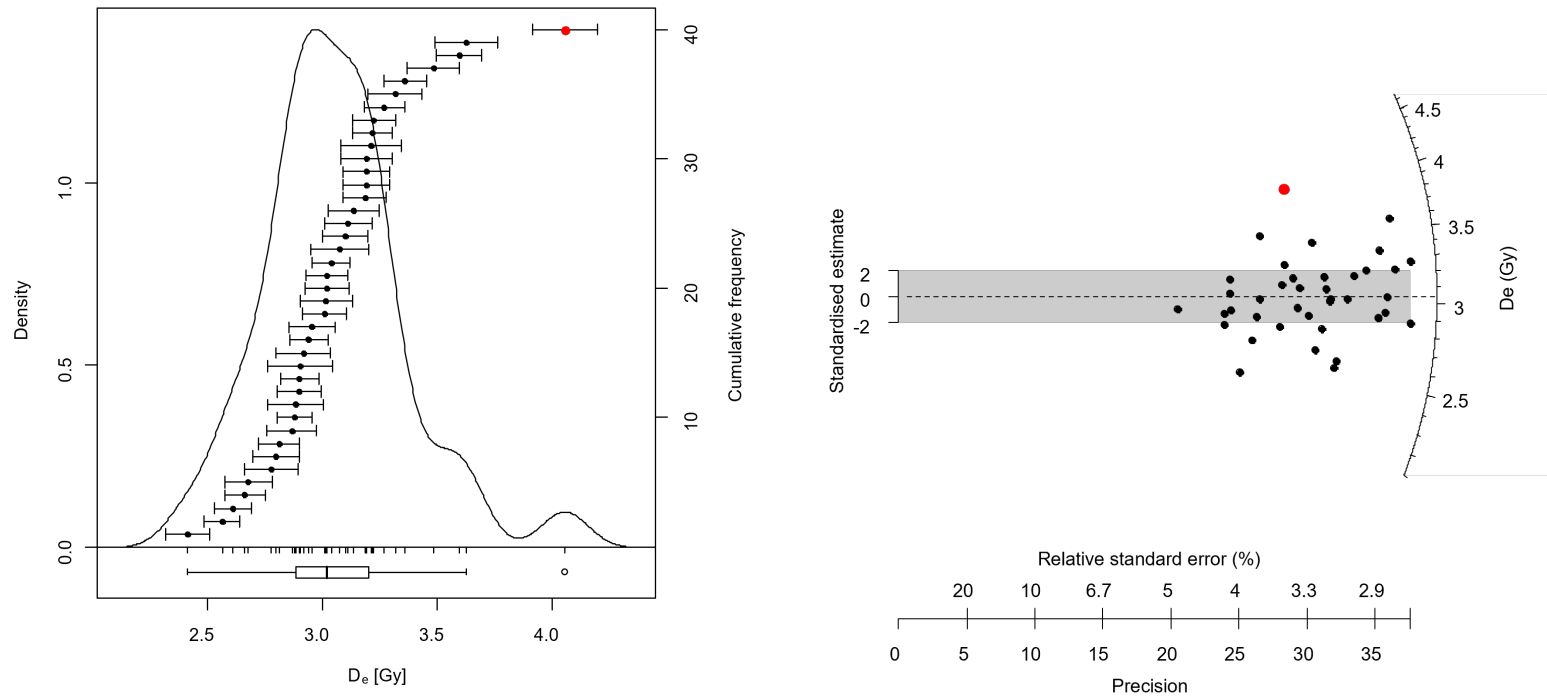 Density
0.0
0.5
1.0
2.5
3.0
3.5
4.0
Dₑ [Gy]
Cumulative frequency
10
20
30
40
Standardised estimate
2
0
-2
4.5
4
3.5
3
2.5
De (Gy)
Relative standard error (%)
20 10 6.7 5 4 3.3 2.9
0 5 10 15 20 25 30 35
Precision